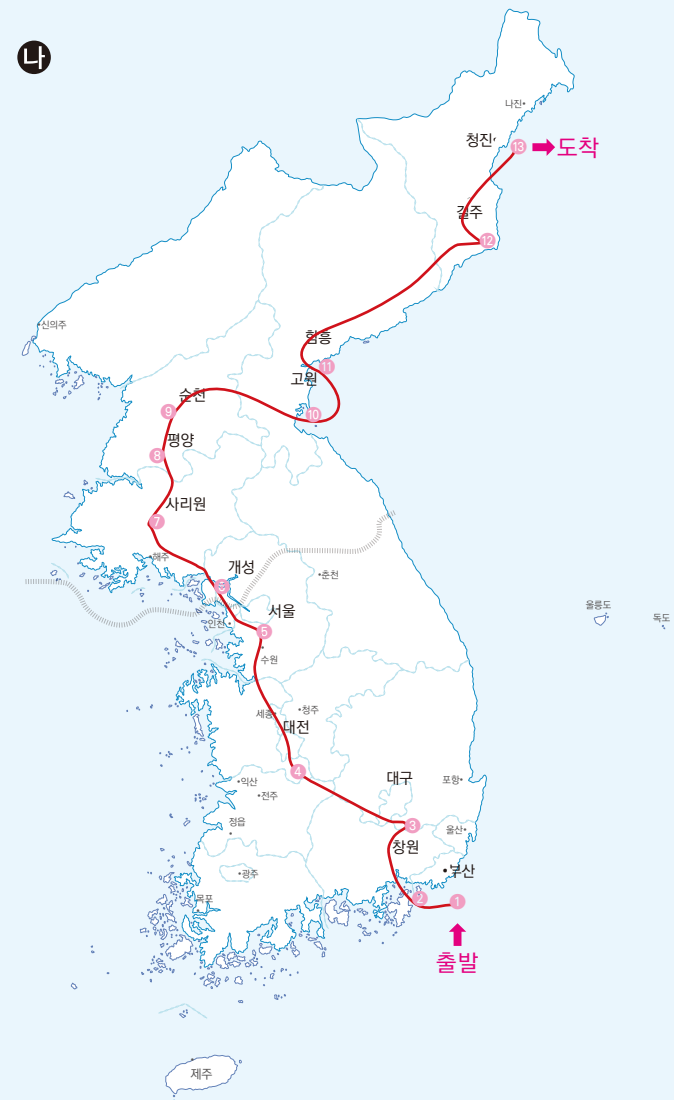 나
나진
청진
13
도착
길주
12
신의주
함흥
11
고원
순천
10
9
평양
8
사리원
7
해주
개성
6
춘천
서울
인천
5
수원
울릉도
독도
세종
청주
대전
4
익산
전주
대구
포항
정읍
3
울산
창원
광주
부산
목포
2
1
출발
제주